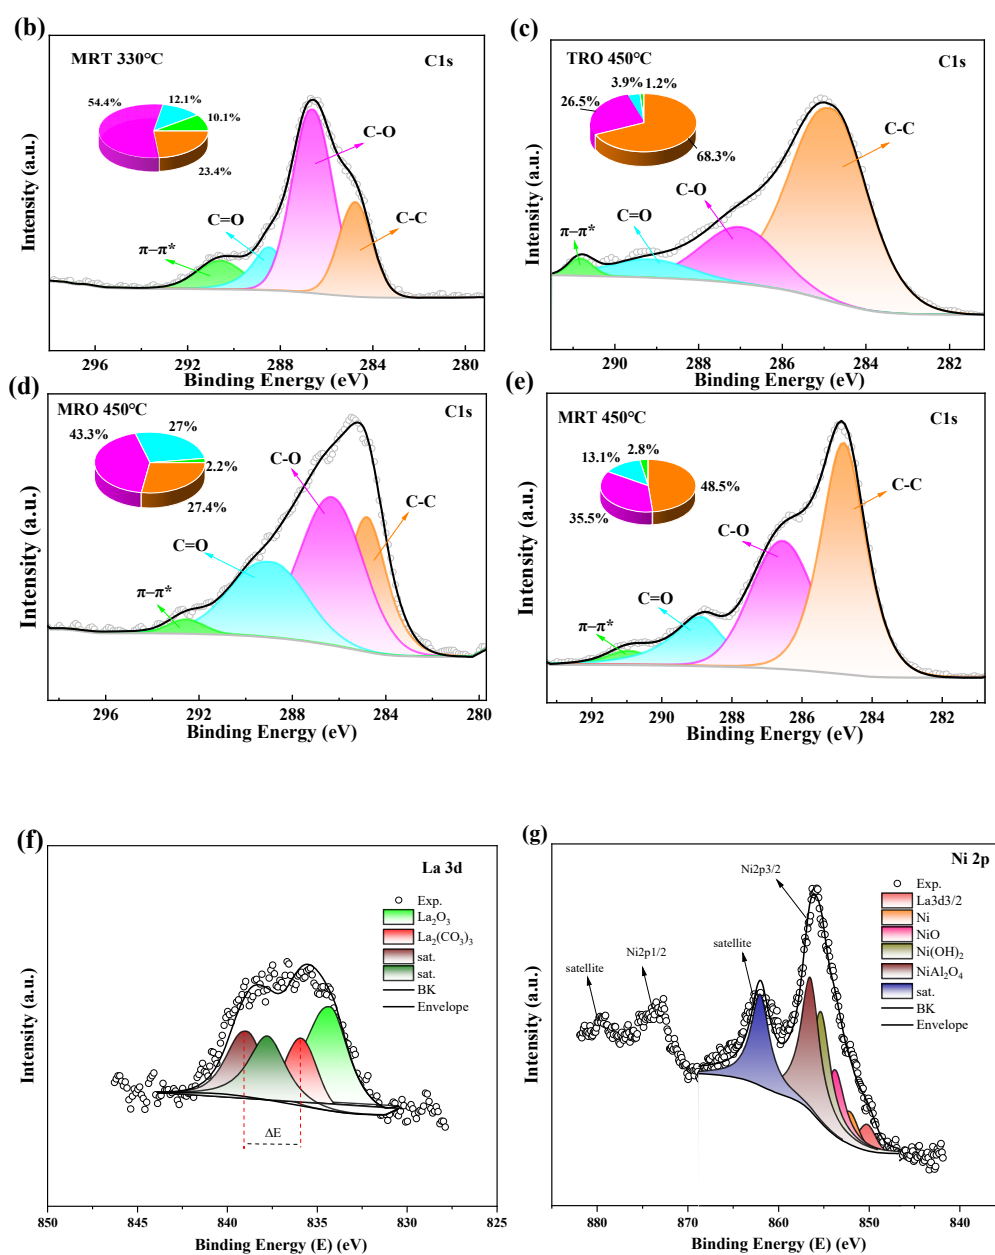 (b)
MRT 330°C
C1s
54.4%
12.1%
10.1%
23.4%
C-O
C=O
C-C
π–π*
Intensity (a.u.)
296 292 288 284 280
Binding Energy (eV)
(c)
TRO 450°C
C1s
3.9%
1.2%
26.5%
68.3%
C-C
C-O
C=O
π–π*
Intensity (a.u.)
290 288 286 284 282
Binding Energy (eV)
(d)
MRO 450°C
C1s
43.3%
27%
2.2%
27.4%
C-O
C-C
C=O
π–π*
Intensity (a.u.)
296 292 288 284 280
Binding Energy (eV)
(e)
MRT 450°C
C1s
2.8%
13.1%
48.5%
35.5%
C-C
C-O
C=O
π–π*
Intensity (a.u.)
292 290 288 286 284 282
Binding Energy (eV)
(f)
La 3d
Exp.
La2O3
La2(CO3)3
sat.
sat.
BK
Envelope
ΔE
Intensity (a.u.)
850 845 840 835 830 825
Binding Energy (E) (eV)
(g)
Ni 2p
Ni2p3/2
Exp.
La3d3/2
Ni
NiO
Ni(OH)2
NiAl2O4
sat.
BK
Envelope
satellite
Ni2p1/2
satellite
Intensity (a.u.)
880 870 860 850 840
Binding Energy (E) (eV)